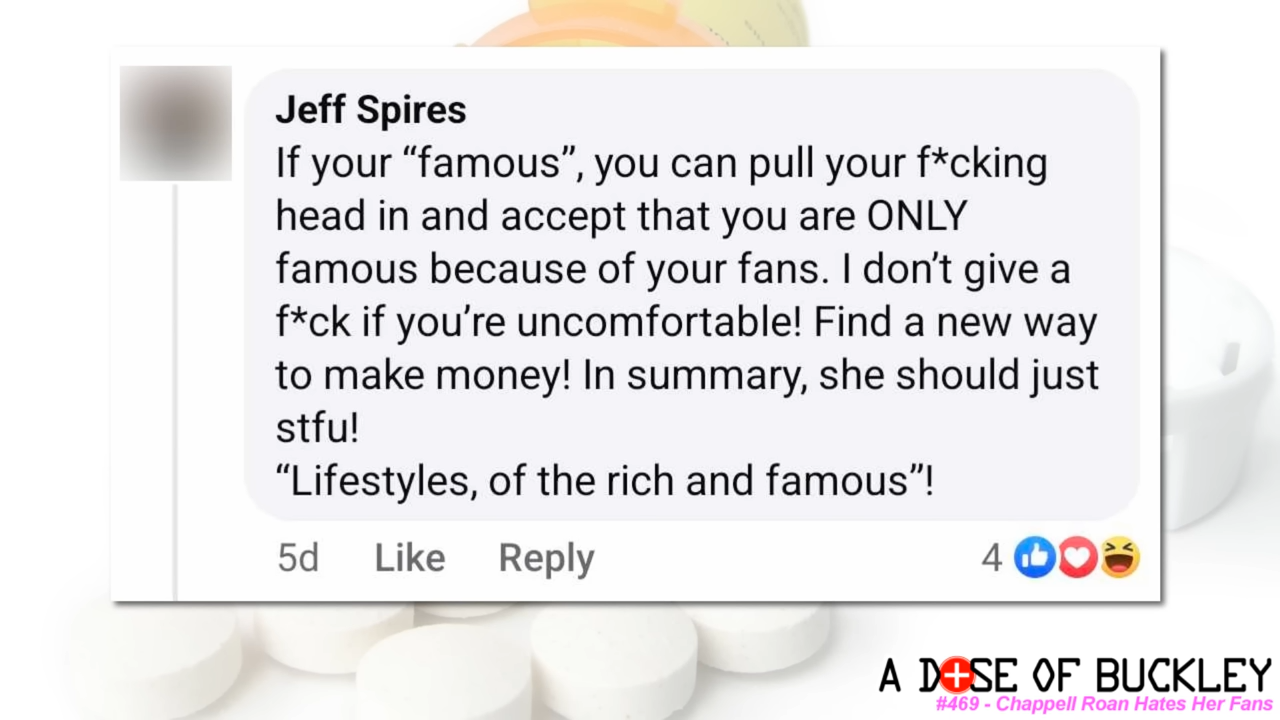 Jeff Spires
If your “famous”, you can pull your f*cking
head in and accept that you are ONLY
famous because of your fans. I don’t give a
f*ck if you’re uncomfortable! Find a new way
to make money! In summary, she should just
stfu!
“Lifestyles, of the rich and famous”!
5d Like Reply 4
A DOSE OF BUCKLEY
#469 - Chappell Roan Hates Her Fans